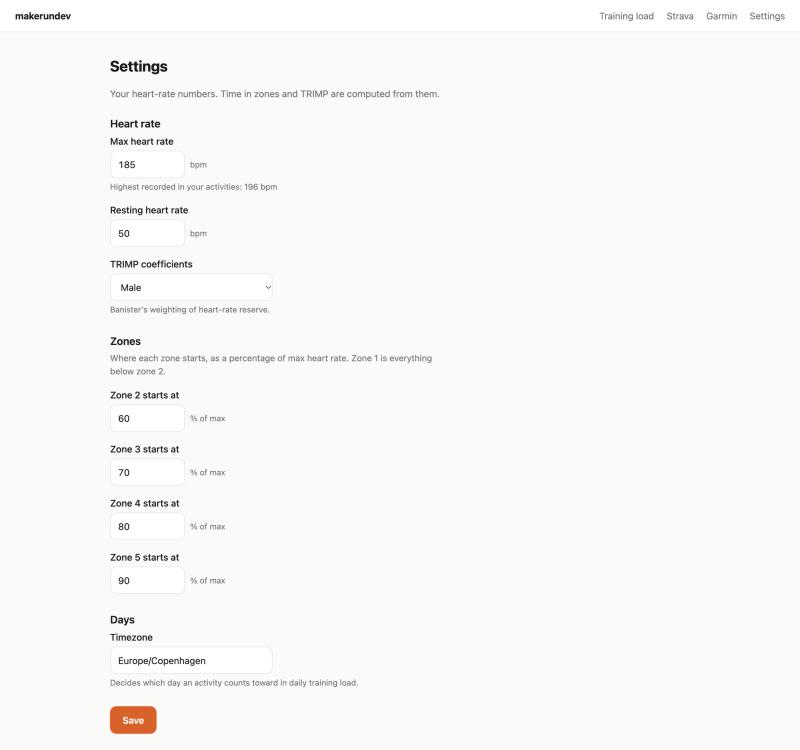 makerundev
Training load
Strava
Garmin
Settings
Settings
Your heart-rate numbers. Time in zones and TRIMP are computed from them.
Heart rate
Max heart rate
185
bpm
Highest recorded in your activities: 196 bpm
Resting heart rate
50
bpm
TRIMP coefficients
Male
Banister's weighting of heart-rate reserve.
Zones
Where each zone starts, as a percentage of max heart rate. Zone 1 is everything
below zone 2.
Zone 2 starts at
60
% of max
Zone 3 starts at
70
% of max
Zone 4 starts at
80
% of max
Zone 5 starts at
90
% of max
Days
Timezone
Europe/Copenhagen
Decides which day an activity counts toward in daily training load.
Save